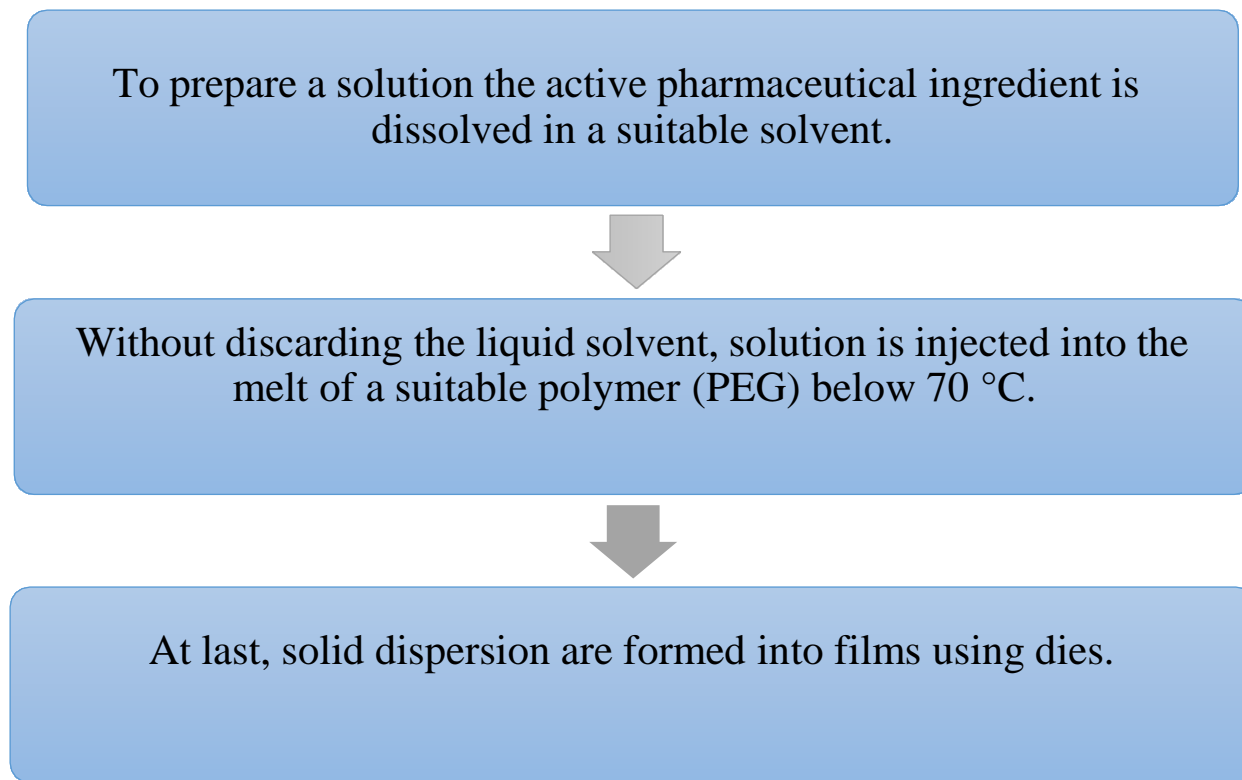 To prepare a solution the active pharmaceutical ingredient is
dissolved in a suitable solvent.
Without discarding the liquid solvent, solution is injected into the
melt of a suitable polymer (PEG) below 70 °C.
At last, solid dispersion are formed into films using dies.